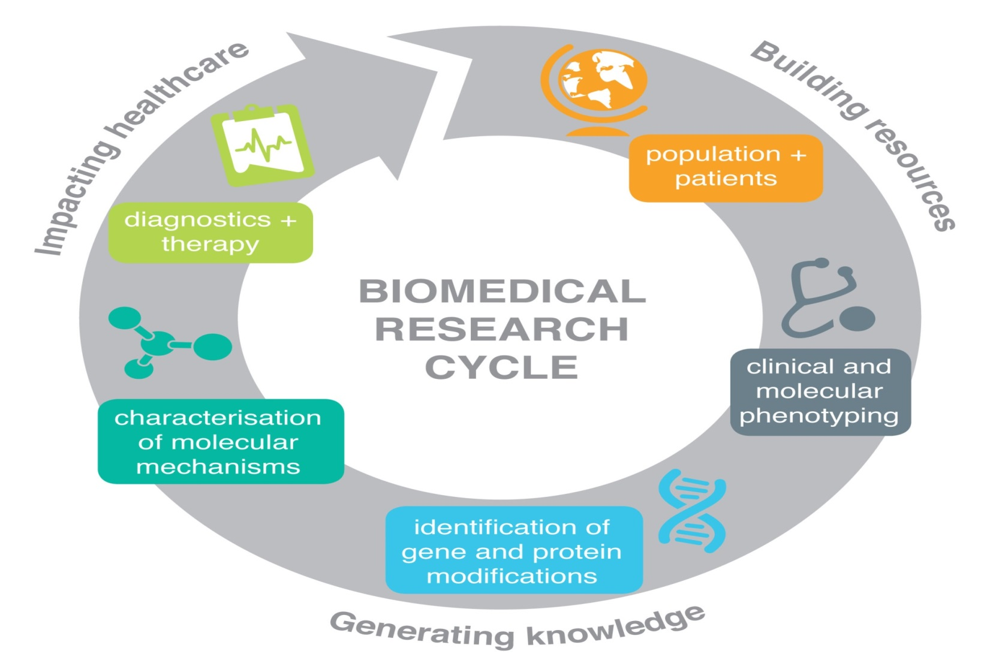 BIOMEDICAL
RESEARCH
CYCLE
Building resources
population +
patients
clinical and
molecular
phenotyping
Generating knowledge
identification of
gene and protein
modifications
characterisation
of molecular
mechanisms
Impacting healthcare
diagnostics +
therapy